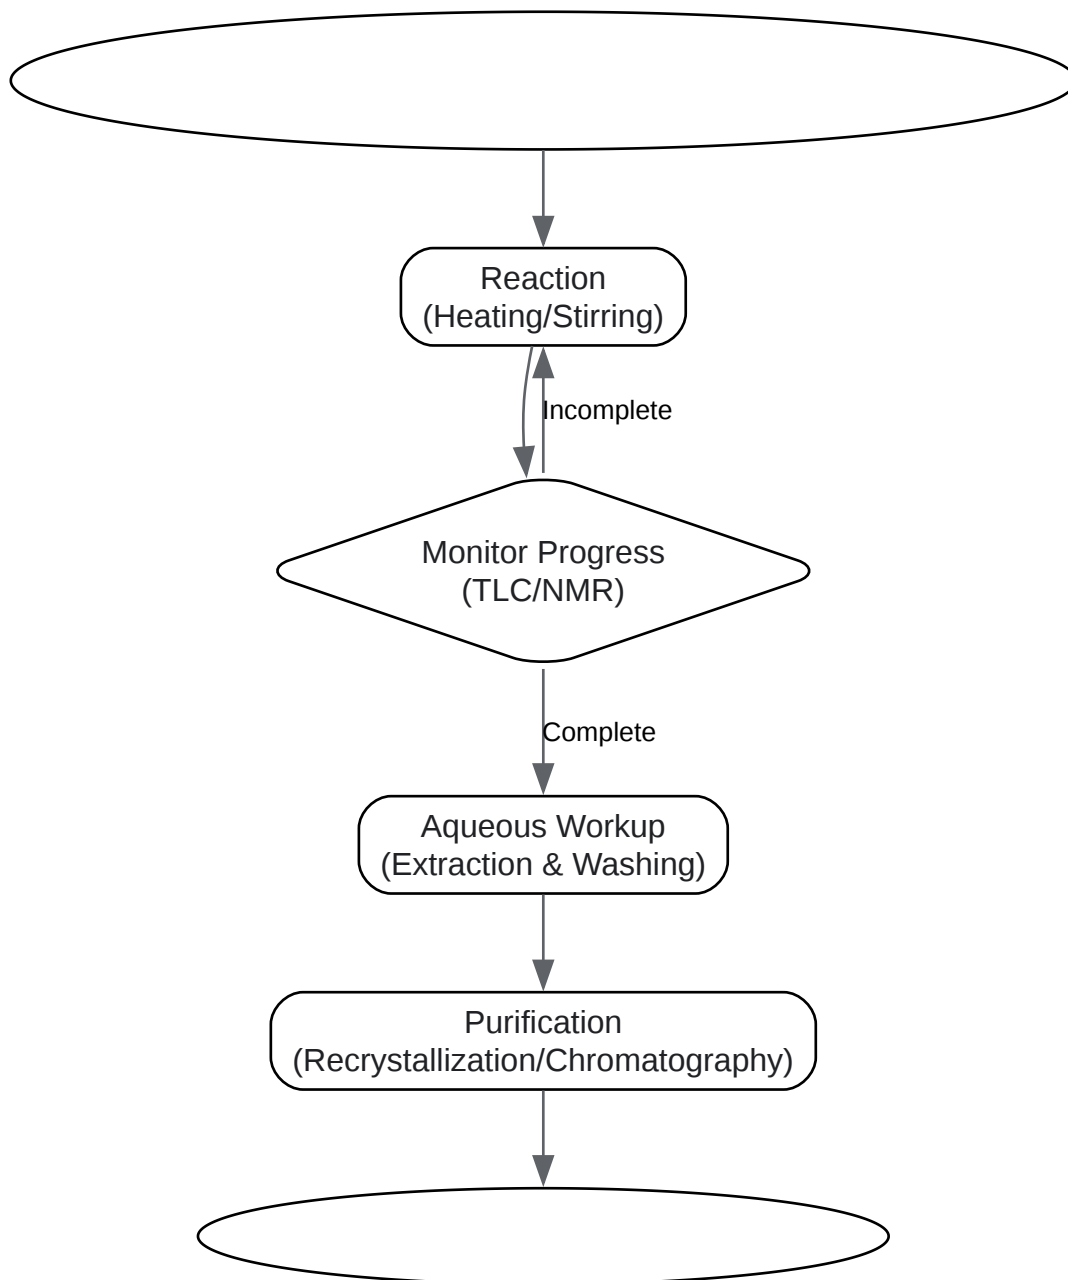 Reaction
(Heating/Stirring)
Incomplete
Monitor Progress
(TLC/NMR)
Complete
Aqueous Workup
(Extraction & Washing)
Purification
(Recrystallization/Chromatography)